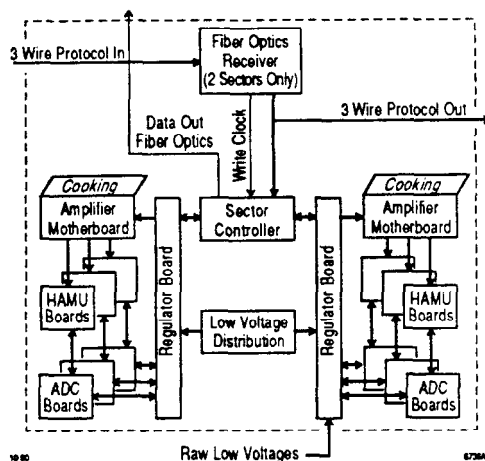 3 Wire Protocol In
Fiber Optics
Receiver
(2 Sectors Only)
3 Wire Protocol Out
Data Out
Fiber Optics
Write Clock
Cooking
Amplifier
Motherboard
Sector
Controller
Cooking
Amplifier
Motherboard
Regulator Board
Regulator Board
HAMU
Boards
HAMU
Boards
Low Voltage
Distribution
ADC
Boards
ADC
Boards
Raw Low Voltages